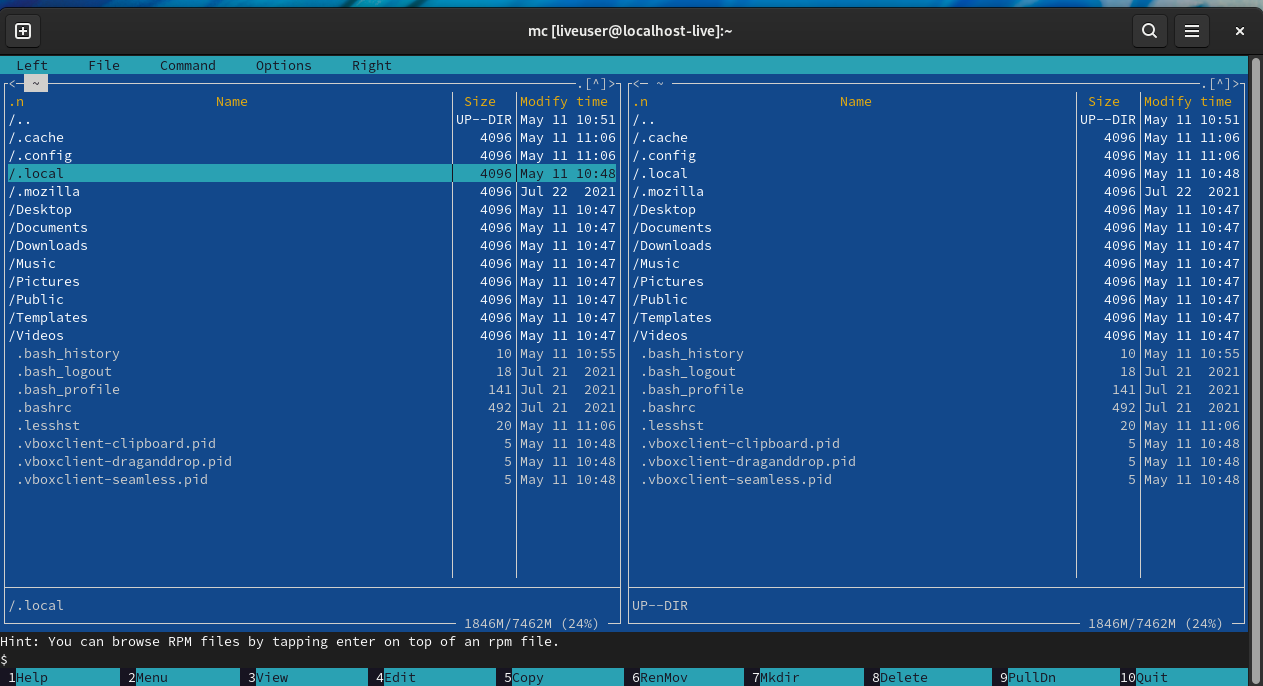 mc [liveuser@localhost-live]:~
Left File Command Options Right
<- ~ .[^]>
.n Name Size Modify time
/.. UP--DIR May 11 10:51
/.cache 4096 May 11 11:06
/.config 4096 May 11 11:06
/.local 4096 May 11 10:48
/.mozilla 4096 Jul 22 2021
/Desktop 4096 May 11 10:47
/Documents 4096 May 11 10:47
/Downloads 4096 May 11 10:47
/Music 4096 May 11 10:47
/Pictures 4096 May 11 10:47
/Public 4096 May 11 10:47
/Templates 4096 May 11 10:47
/Videos 4096 May 11 10:47
.bash_history 10 May 11 10:55
.bash_logout 18 Jul 21 2021
.bash_profile 141 Jul 21 2021
.bashrc 492 Jul 21 2021
.lesshst 20 May 11 11:06
.vboxclient-clipboard.pid 5 May 11 10:48
.vboxclient-draganddrop.pid 5 May 11 10:48
.vboxclient-seamless.pid 5 May 11 10:48
/.local
1846M/7462M (24%)
<- ~ .[^]>
.n Name Size Modify time
/.. UP--DIR May 11 10:51
/.cache 4096 May 11 11:06
/.config 4096 May 11 11:06
/.local 4096 May 11 10:48
/.mozilla 4096 Jul 22 2021
/Desktop 4096 May 11 10:47
/Documents 4096 May 11 10:47
/Downloads 4096 May 11 10:47
/Music 4096 May 11 10:47
/Pictures 4096 May 11 10:47
/Public 4096 May 11 10:47
/Templates 4096 May 11 10:47
/Videos 4096 May 11 10:47
.bash_history 10 May 11 10:55
.bash_logout 18 Jul 21 2021
.bash_profile 141 Jul 21 2021
.bashrc 492 Jul 21 2021
.lesshst 20 May 11 11:06
.vboxclient-clipboard.pid 5 May 11 10:48
.vboxclient-draganddrop.pid 5 May 11 10:48
.vboxclient-seamless.pid 5 May 11 10:48
UP--DIR
1846M/7462M (24%)
Hint: You can browse RPM files by tapping enter on top of an rpm file.
$
1Help 2Menu 3View 4Edit 5Copy 6RenMov 7Mkdir 8Delete 9PullDn 10Quit